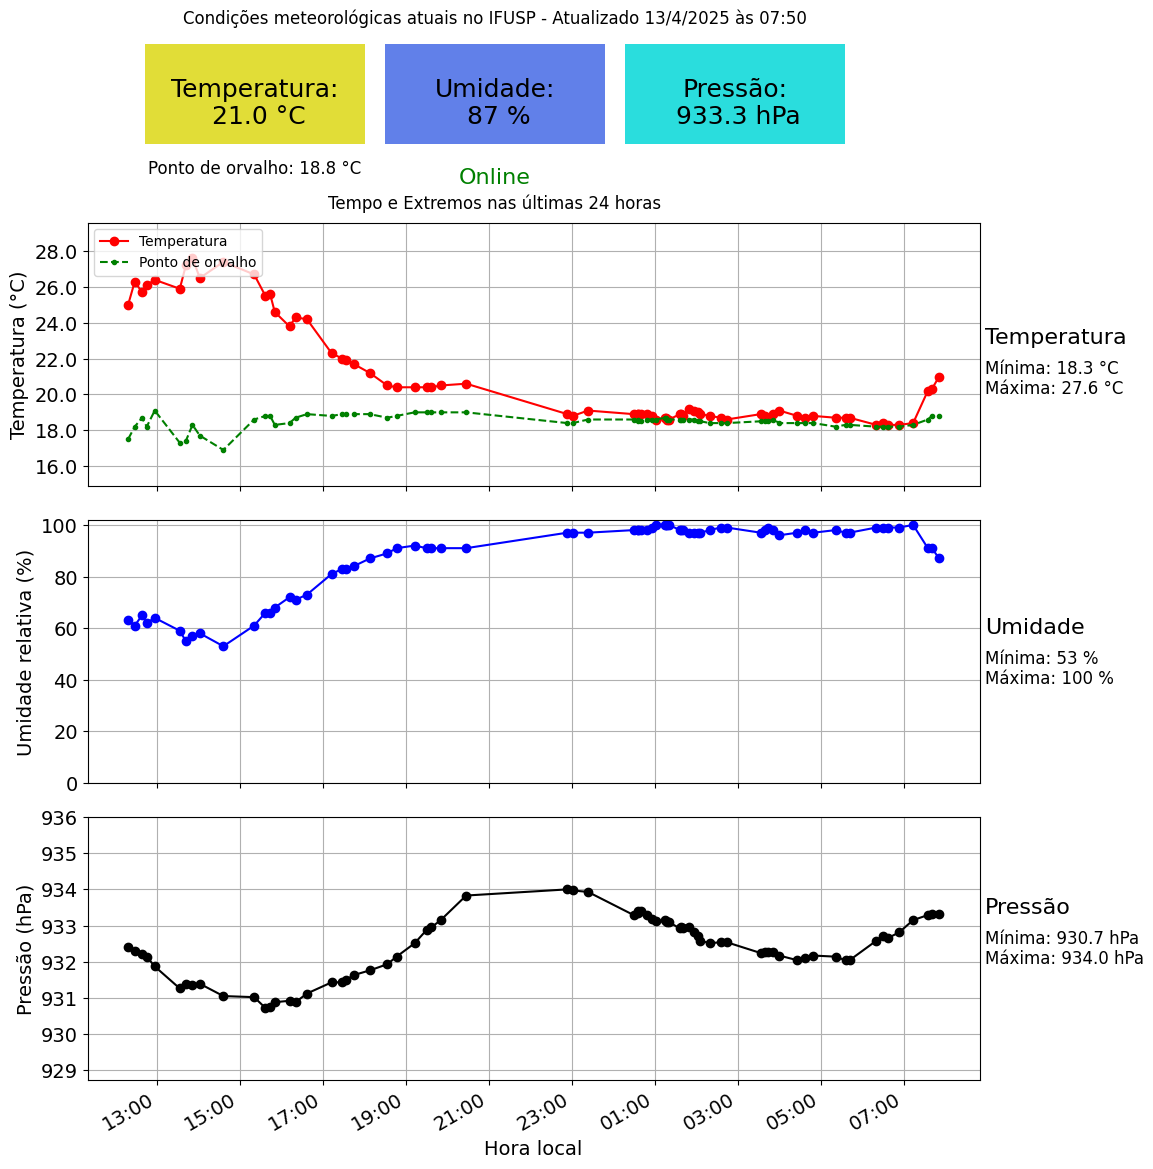 Condições meteorológicas atuais no IFUSP - Atualizado 13/4/2025 às 07:50
Temperatura:
21.0 °C
Umidade:
87 %
Pressão:
933.3 hPa
Ponto de orvalho: 18.8 °C
Online
Tempo e Extremos nas últimas 24 horas
Temperatura
Ponto de orvalho
Temperatura (°C)
28.0
26.0
24.0
22.0
20.0
18.0
16.0
Temperatura
Mínima: 18.3 °C
Máxima: 27.6 °C
Umidade relativa (%)
100
80
60
40
20
0
Umidade
Mínima: 53 %
Máxima: 100 %
Pressão (hPa)
936
935
934
933
932
931
930
929
Pressão
Mínima: 930.7 hPa
Máxima: 934.0 hPa
13:00
15:00
17:00
19:00
21:00
23:00
01:00
03:00
05:00
07:00
Hora local